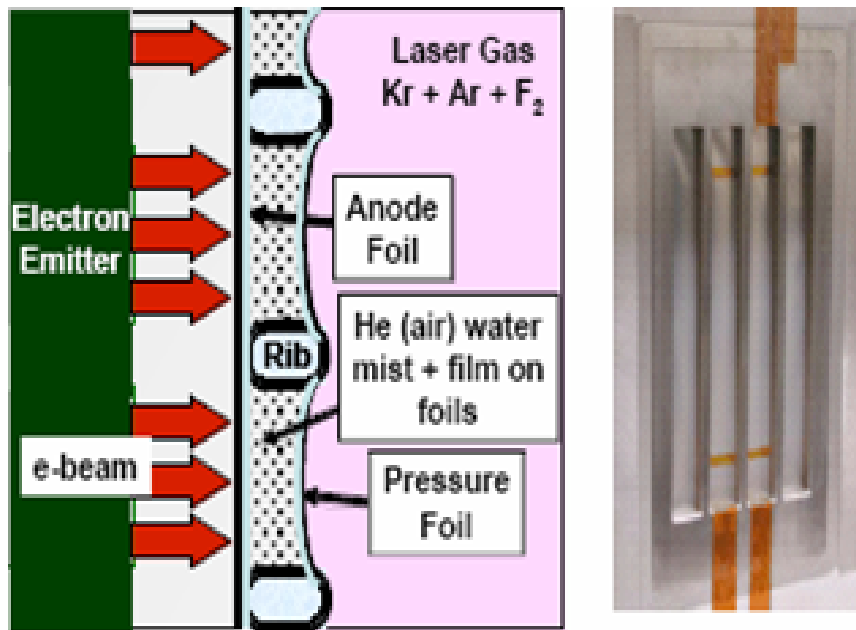 Laser Gas
Kr + Ar + F₂
Electron
Emitter
Anode
Foil
He (air) water
mist + film on
foils
Rib
e-beam
Pressure
Foil